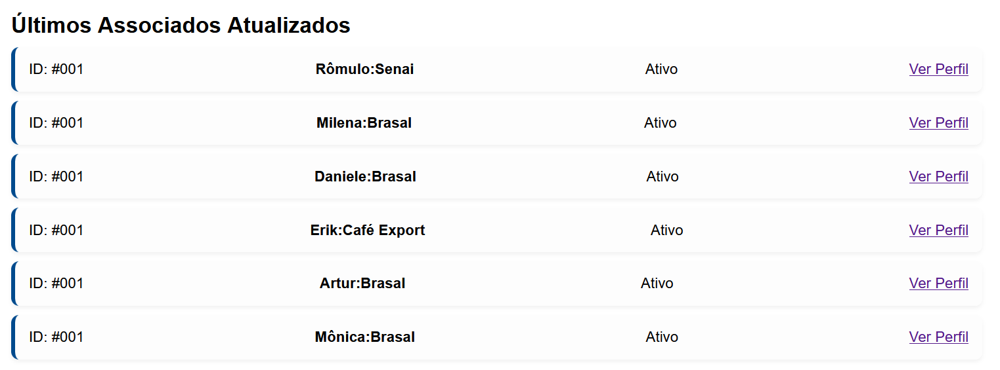 Últimos Associados Atualizados
ID: #001 Rômulo:Senai Ativo Ver Perfil
ID: #001 Milena:Brasal Ativo Ver Perfil
ID: #001 Daniele:Brasal Ativo Ver Perfil
ID: #001 Erik:Café Export Ativo Ver Perfil
ID: #001 Artur:Brasal Ativo Ver Perfil
ID: #001 Mônica:Brasal Ativo Ver Perfil